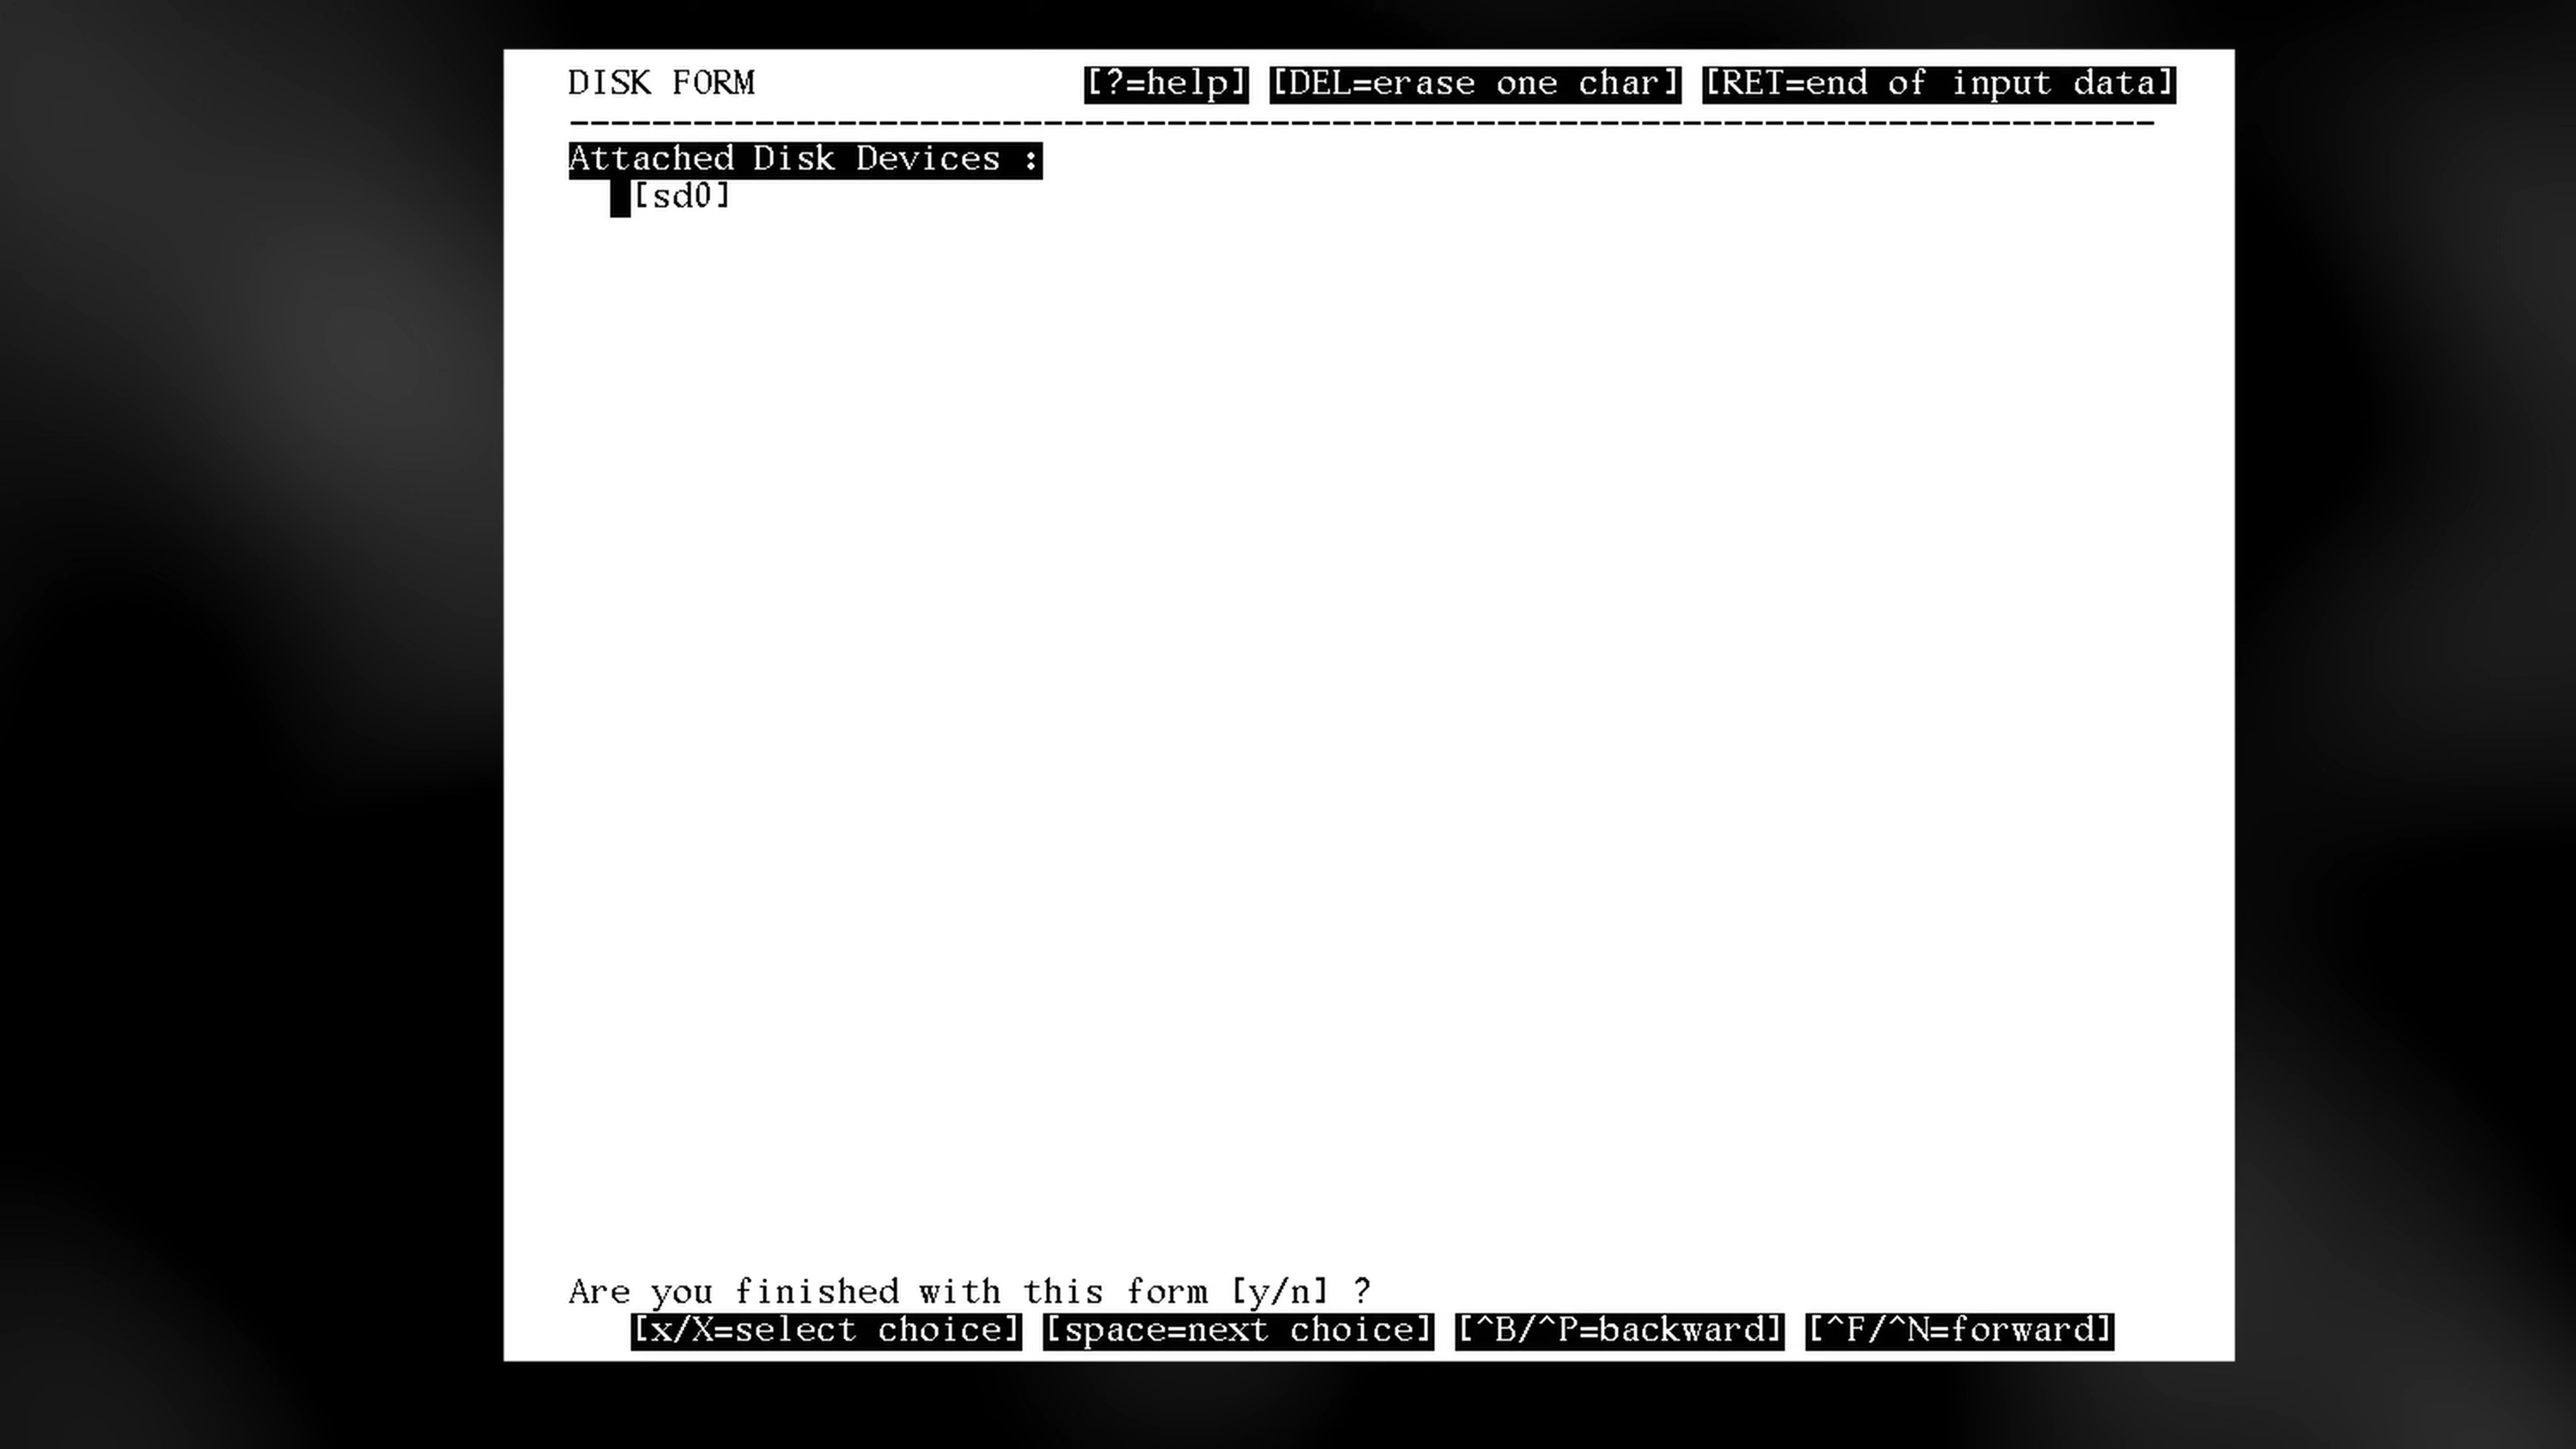 DISK FORM [?=help] [DEL=erase one char] [RET=end of input data]
--------------------------------------------------------------------------------
Attached Disk Devices :
[sd0]
Are you finished with this form [y/n] ?
[x/X=select choice] [space=next choice] [^B/^P=backward] [^F/^N=forward]